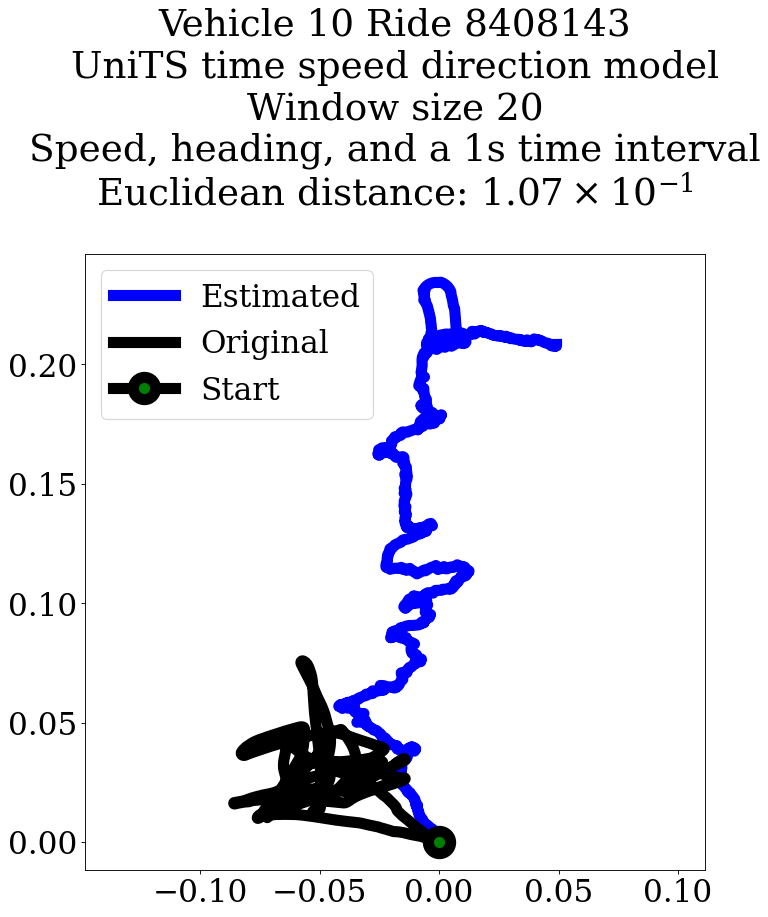 Vehicle 10 Ride 8408143
UniTS time speed direction model
Window size 20
Speed, heading, and a 1s time interval
Euclidean distance: 1.07 × 10⁻¹
Estimated
Original
Start
0.20
0.15
0.10
0.05
0.00
−0.10 −0.05 0.00 0.05 0.10